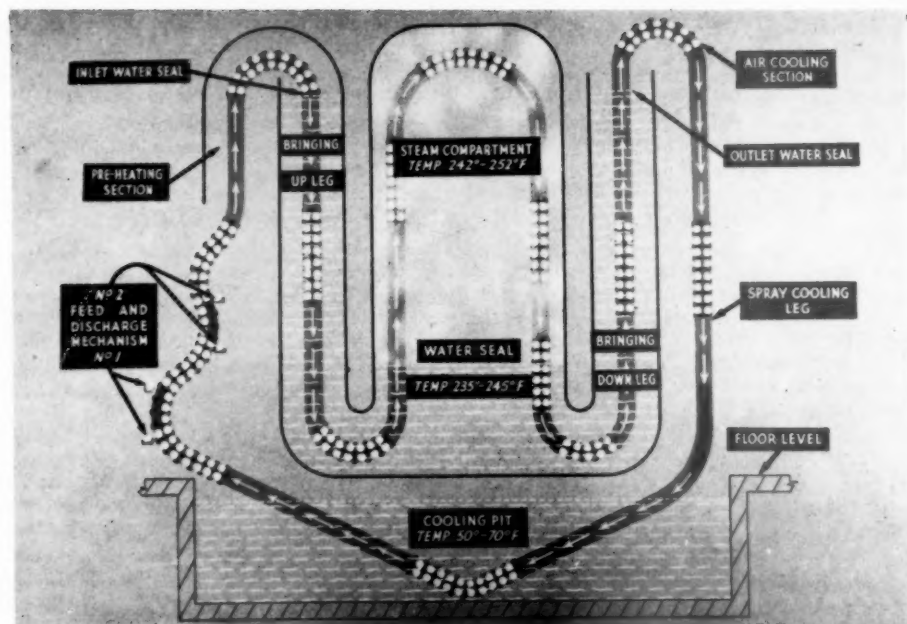 INLET WATER SEAL
AIR COOLING
SECTION
BRINGING
UP LEG
STEAM COMPARTMENT
TEMP. 242°-252°F
OUTLET WATER SEAL
PRE-HEATING
SECTION
Nº 2
FEED AND
DISCHARGE
MECHANISM
Nº 1
SPRAY COOLING
LEG
WATER SEAL
TEMP. 235°-245°F
BRINGING
DOWN LEG
FLOOR LEVEL
COOLING PIT
TEMP. 50°-70°F